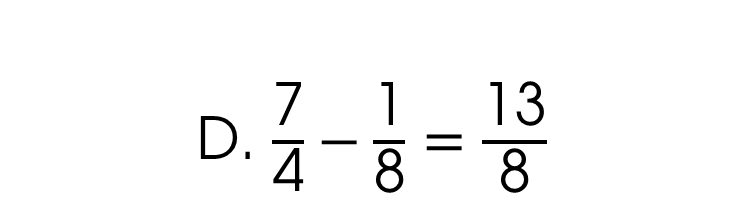 D. 7/4 − 1/8 = 13/8